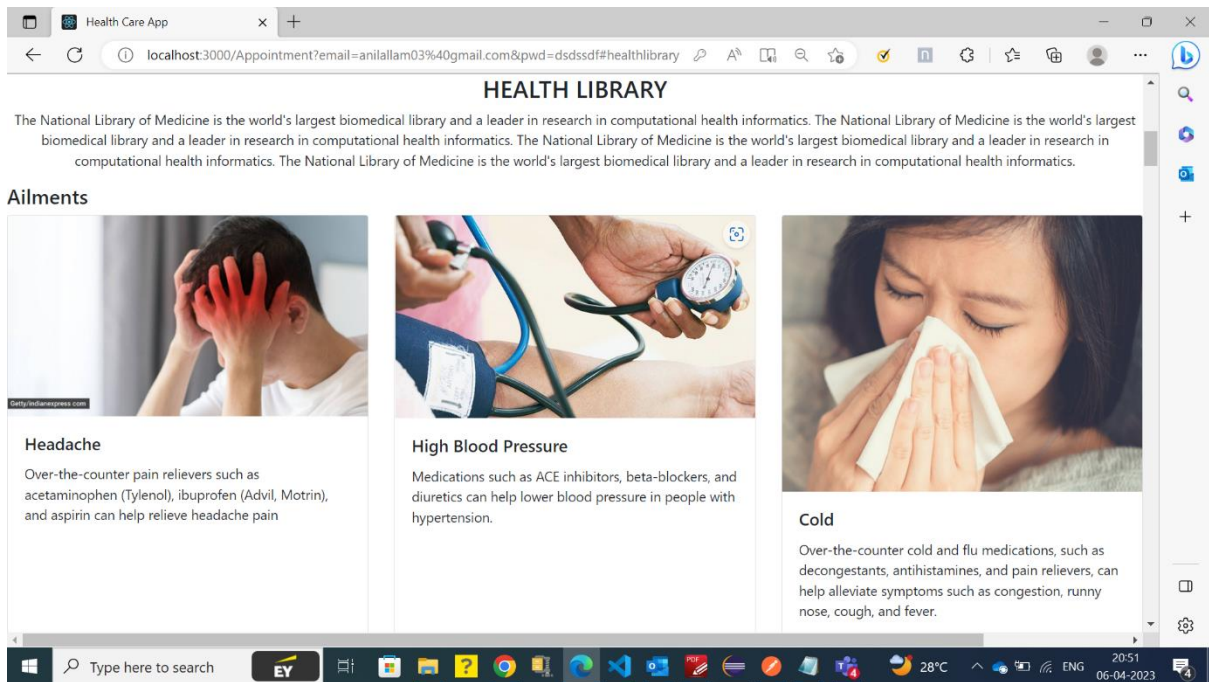 Health Care App
localhost:3000/Appointment?email=anilallam03%40gmail.com&pwd=dsdssdf#healthlibrary
HEALTH LIBRARY
The National Library of Medicine is the world's largest biomedical library and a leader in research in computational health informatics. The National Library of Medicine is the world's largest
biomedical library and a leader in research in computational health informatics. The National Library of Medicine is the world's largest biomedical library and a leader in research in
computational health informatics. The National Library of Medicine is the world's largest biomedical library and a leader in research in computational health informatics.
Ailments
Getty/indianexpress com
Headache
Over-the-counter pain relievers such as
acetaminophen (Tylenol), ibuprofen (Advil, Motrin),
and aspirin can help relieve headache pain
High Blood Pressure
Medications such as ACE inhibitors, beta-blockers, and
diuretics can help lower blood pressure in people with
hypertension.
Cold
Over-the-counter cold and flu medications, such as
decongestants, antihistamines, and pain relievers, can
help alleviate symptoms such as congestion, runny
nose, cough, and fever.
Type here to search
EY
PDF
28°C
ENG
20:51
06-04-2023
4